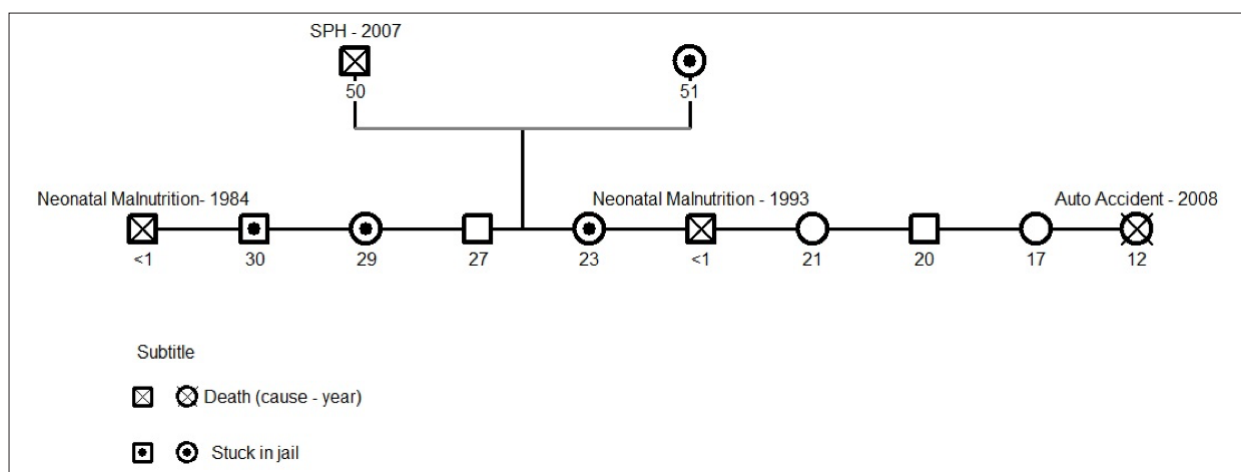 SPH - 2007
50 51
Neonatal Malnutrition- 1984 Neonatal Malnutrition - 1993 Auto Accident - 2008
<1 30 29 27 23 <1 21 20 17 12
Subtitle
Death (cause - year)
Stuck in jail